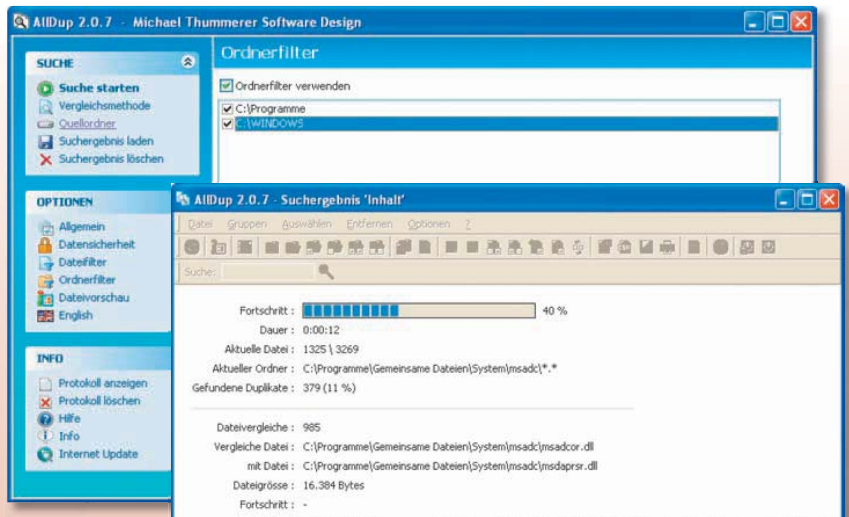 AllDup 2.0.7 - Michael Thummerer Software Design
SUCHE
Suche starten
Vergleichsmethode
Quellordner
Suchergebnis laden
Suchergebnis löschen
OPTIONEN
Allgemein
Datensicherheit
Dateifilter
Ordnerfilter
Dateivorschau
English
INFO
Protokoll anzeigen
Protokoll löschen
Hilfe
Info
Internet Update
Ordnerfilter
Ordnerfilter verwenden
C:\Programme
C:\WINDOWS
AllDup 2.0.7 - Suchergebnis 'Inhalt'
Datei Gruppen Auswählen Entfernen Optionen ?
Suche:
Fortschritt : 40 %
Dauer : 0:00:12
Aktuelle Datei : 1325 \ 3269
Aktueller Ordner : C:\Programme\Gemeinsame Dateien\System\msadc\*.*
Gefundene Duplikate : 379 (11 %)
Dateivergleiche : 985
Vergleiche Datei : C:\Programme\Gemeinsame Dateien\System\msadc\msadcor.dll
mit Datei : C:\Programme\Gemeinsame Dateien\System\msadc\msdaprsr.dll
Dateigrösse : 16.384 Bytes
Fortschritt : -